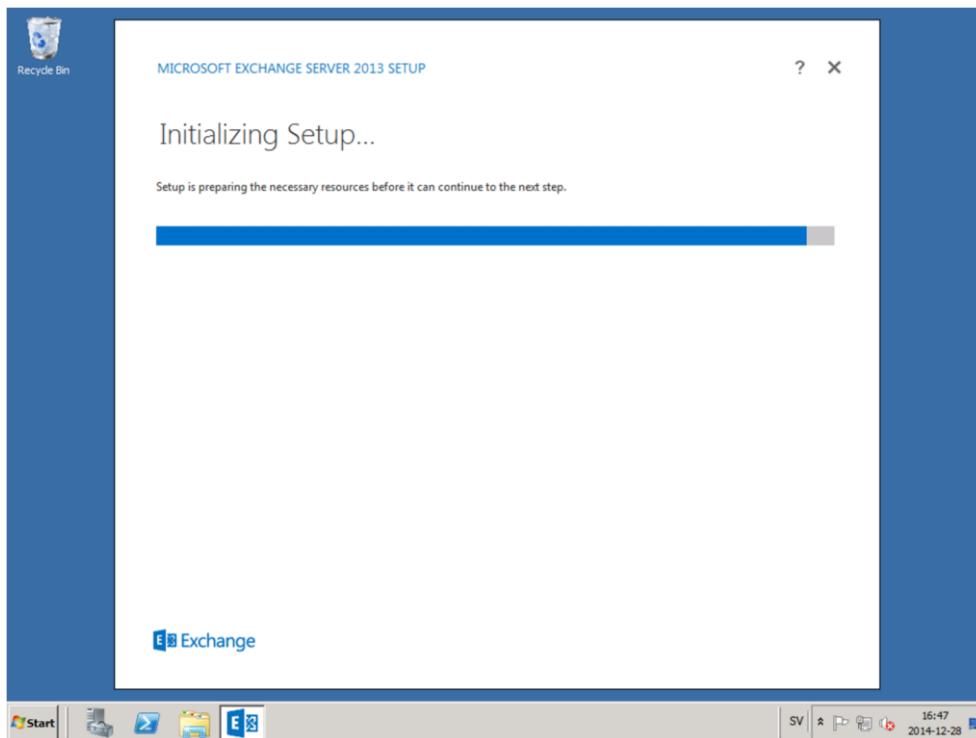 Recycle Bin
MICROSOFT EXCHANGE SERVER 2013 SETUP
?
Initializing Setup...
Setup is preparing the necessary resources before it can continue to the next step.
E Exchange
Start
E
SV
16:47
2014-12-28